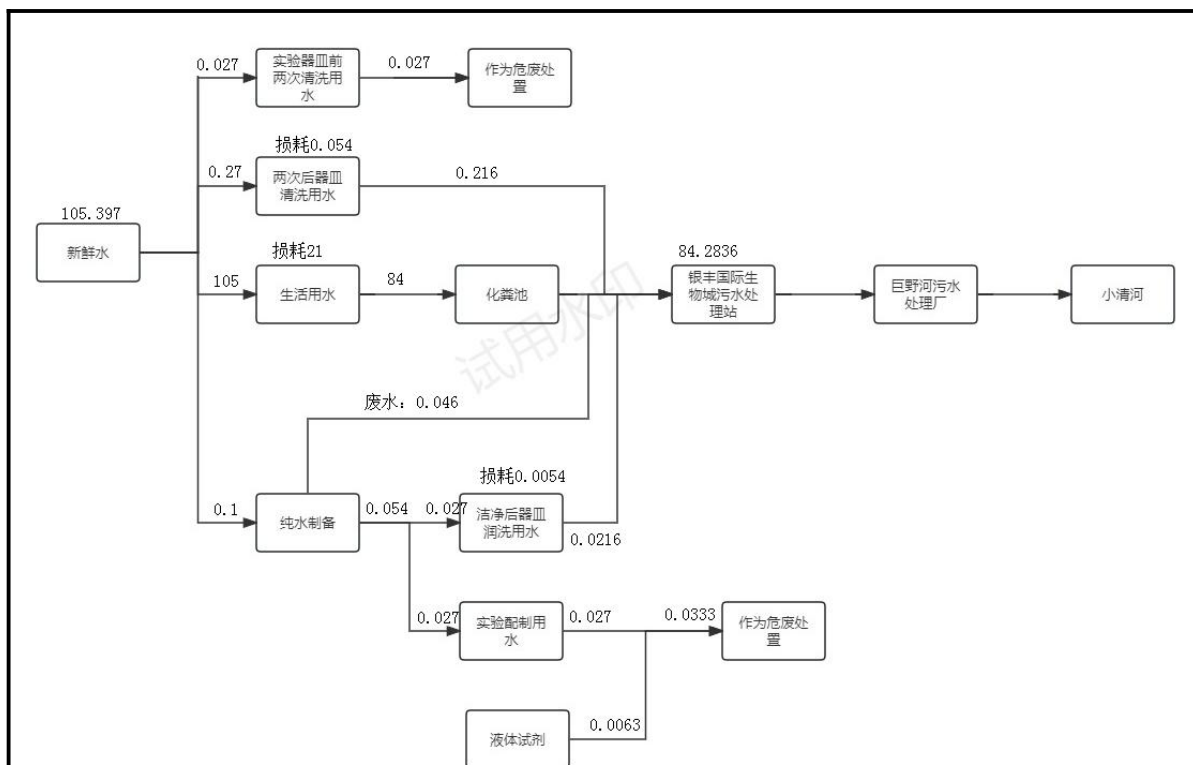 0.027
实验器皿前
两次清洗用
水
0.027
作为危废处
置
损耗0.054
0.27
两次后器皿
清洗用水
0.216
105.397
新鲜水
损耗21
105
生活用水
84
化粪池
84.2836
银丰国际生
物城污水处
理站
巨野河污水
处理厂
小清河
试用水印
废水：0.046
损耗0.0054
0.1
纯水制备
0.054
0.027
洁净后器皿
润洗用水
0.0216
0.027
实验配制用
水
0.027
0.0333
作为危废处
置
液体试剂
0.0063